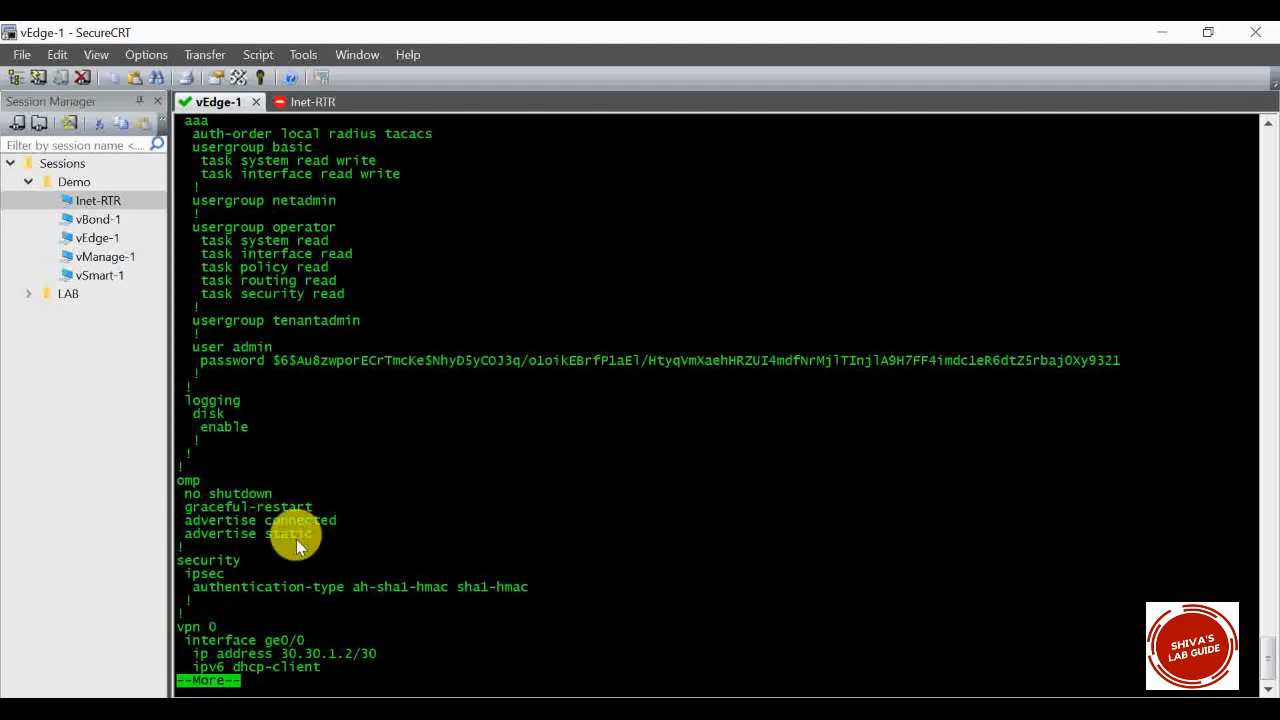 vEdge-1 - SecureCRT
File Edit View Options Transfer Script Tools Window Help
Session Manager
vEdge-1
Inet-RTR
Filter by session name <...
Sessions
Demo
Inet-RTR
vBond-1
vEdge-1
vManage-1
vSmart-1
LAB
aaa
auth-order local radius tacacs
usergroup basic
task system read write
task interface read write
!
usergroup netadmin
!
usergroup operator
task system read
task interface read
task policy read
task routing read
task security read
!
usergroup tenantadmin
!
user admin
password $6$Au8zwporECrTmcKe$NhyD5yCOJ3q/o1oikEBrfP1aEl/HtyqVmXaehHRZUI4mdfNrMjlTInjlA9H7FF4imdc1eR6dtZ5rbajOXy9321
!
!
logging
disk
enable
!
!
!
omp
no shutdown
graceful-restart
advertise connected
advertise static
!
security
ipsec
authentication-type ah-sha1-hmac sha1-hmac
!
!
vpn 0
interface ge0/0
ip address 30.30.1.2/30
ipv6 dhcp-client
--More--
SHIVA'S
LAB GUIDE